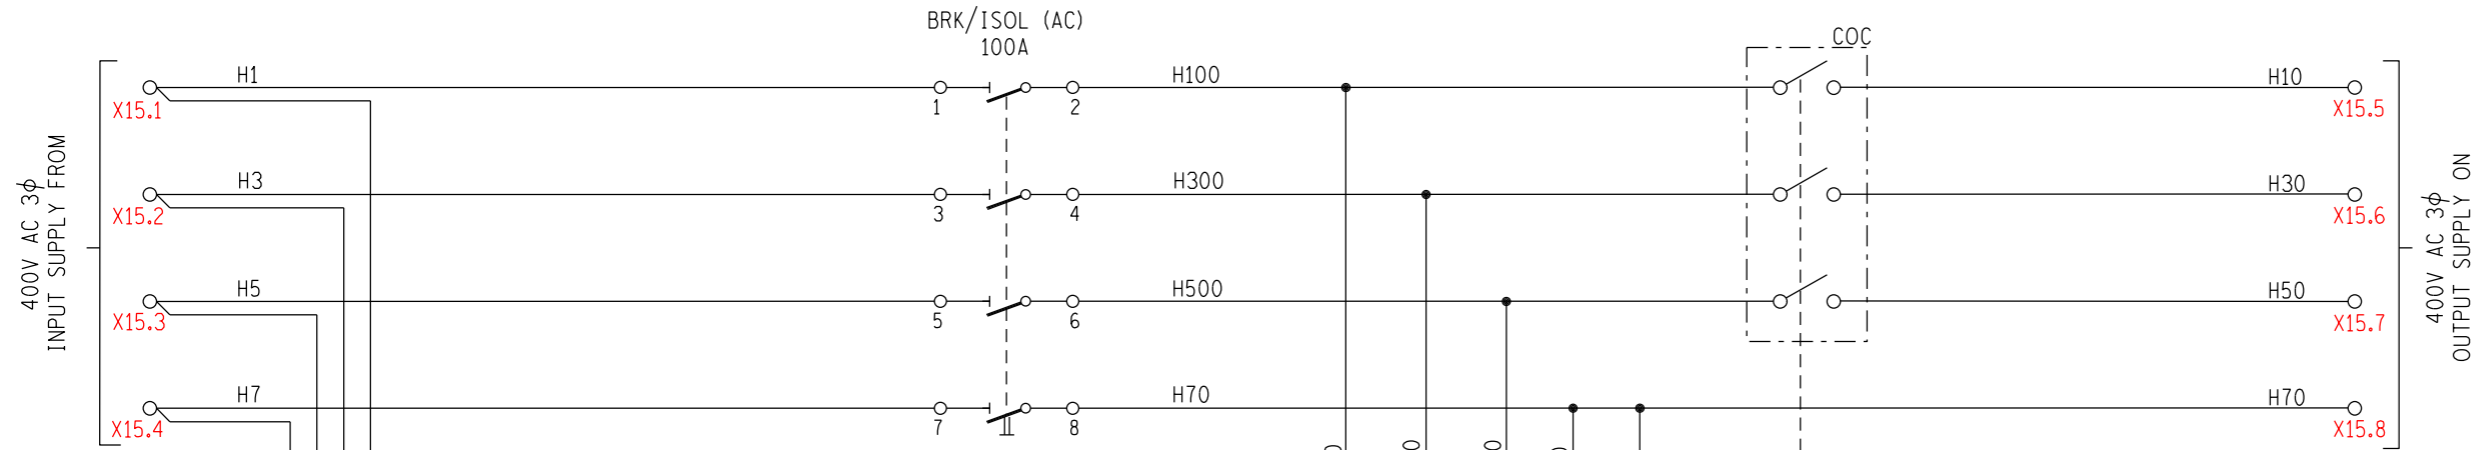 BRK/ISOL (AC)
100A
COC
H1
H100
H10
X15.1
1
2
X15.5
H3
H300
H30
X15.2
3
4
X15.6
400V AC 3ϕ
INPUT SUPPLY FROM
400V AC 3ϕ
OUTPUT SUPPLY ON
H5
H500
H50
X15.3
5
6
X15.7
H7
H70
H70
X15.4
7
8
X15.8